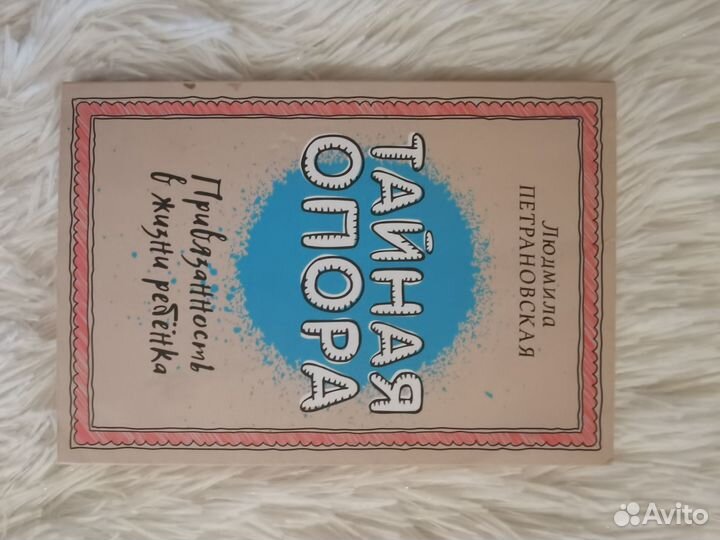 Людмила
ПЕТРАНОВСКАЯ
ТАЙНАЯ
ОПОРА
Привязанность
в жизни ребёнка
Avito